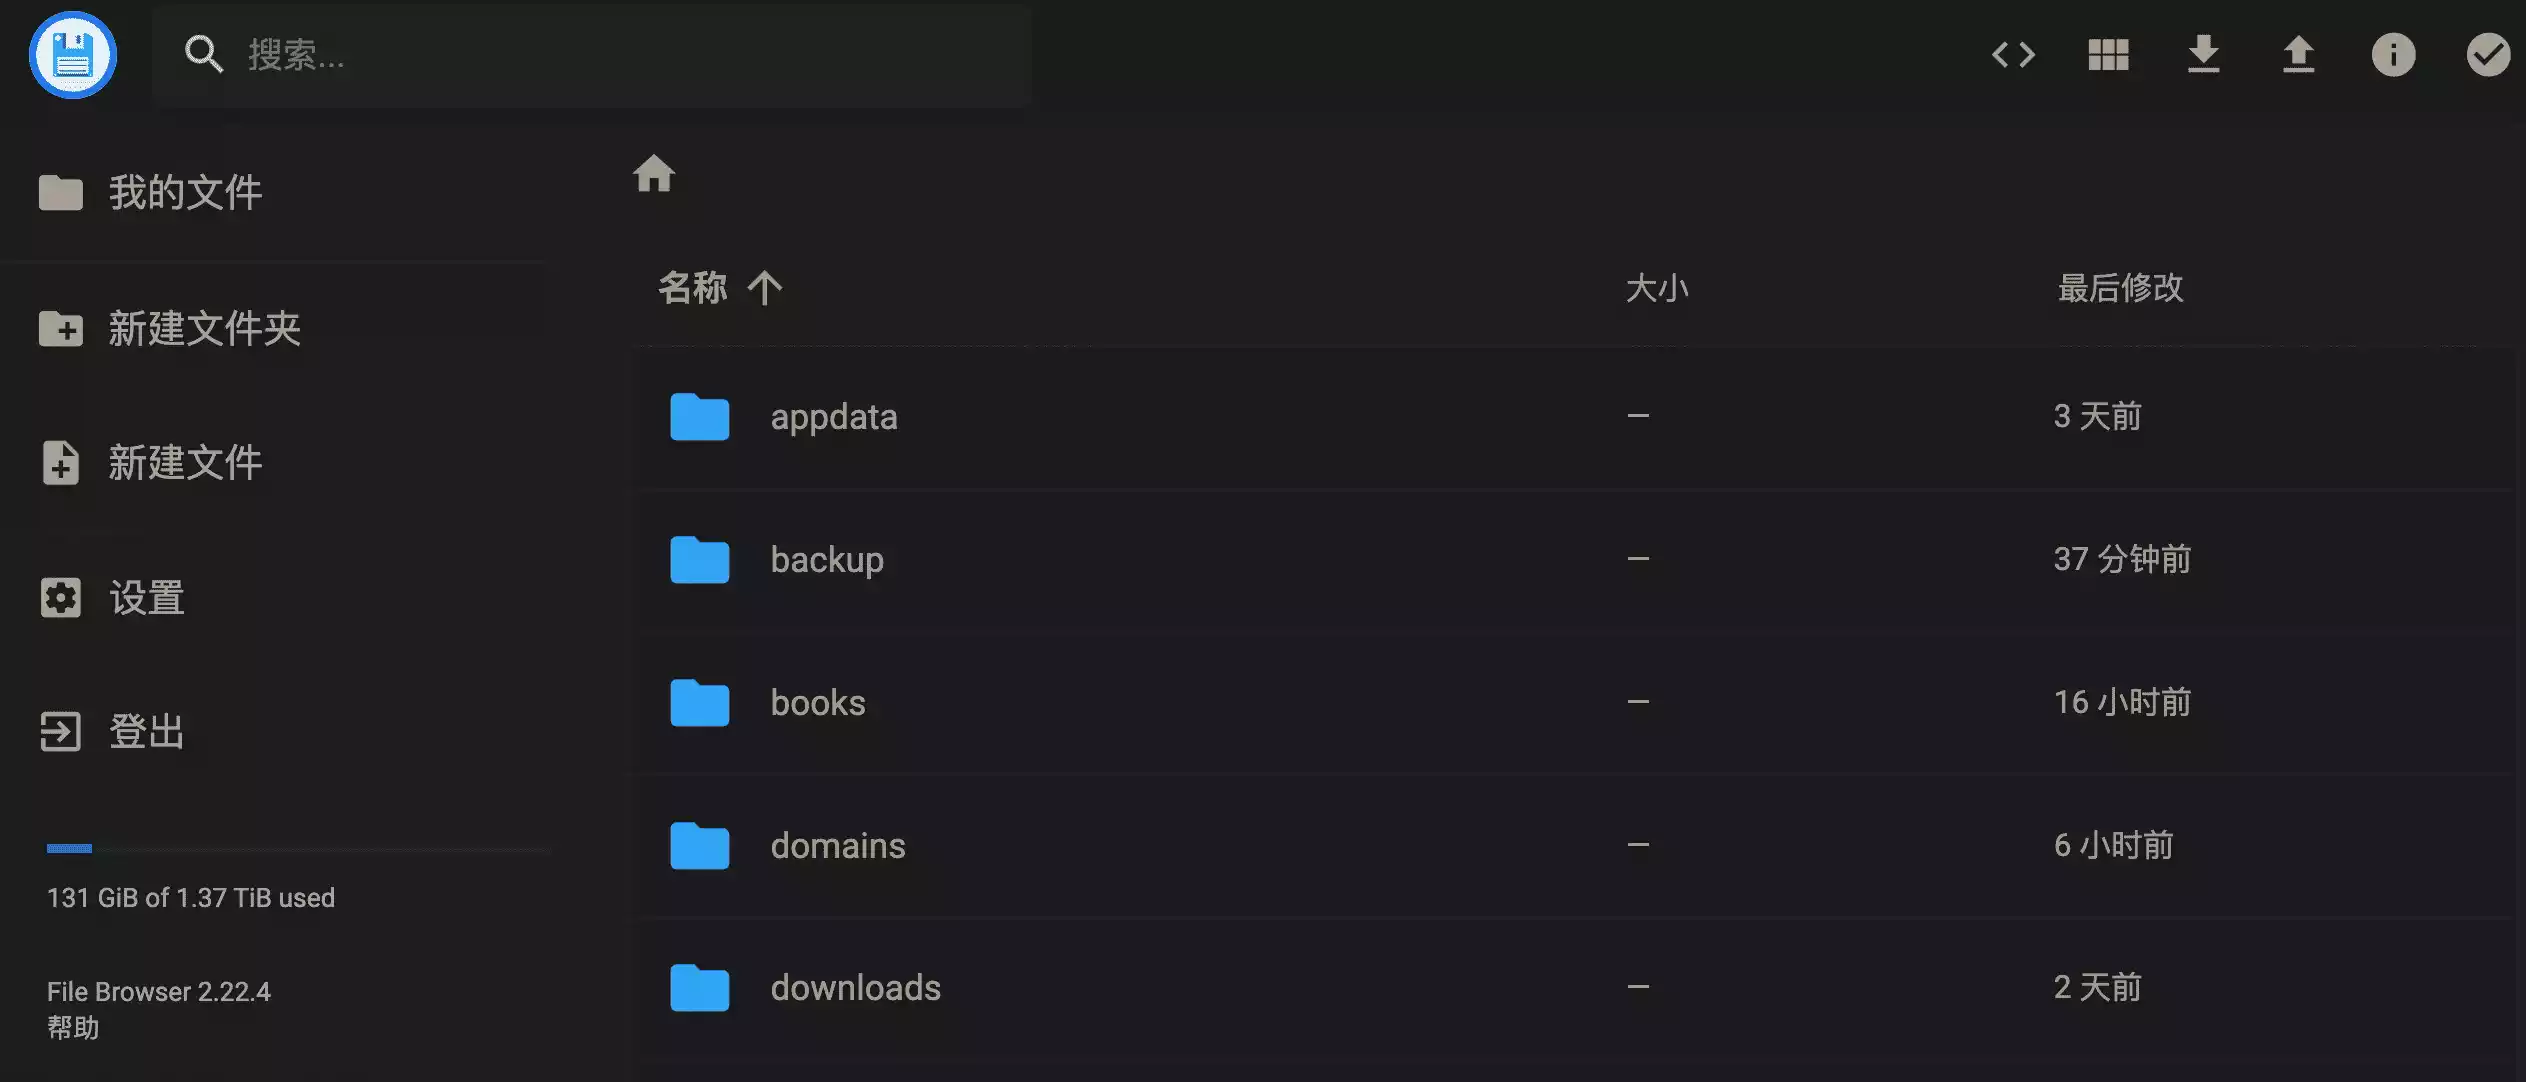 搜索...
我的文件
新建文件夹
新建文件
设置
登出
131 GiB of 1.37 TiB used
File Browser 2.22.4
帮助
名称 大小 最后修改
appdata — 3 天前
backup — 37 分钟前
books — 16 小时前
domains — 6 小时前
downloads — 2 天前